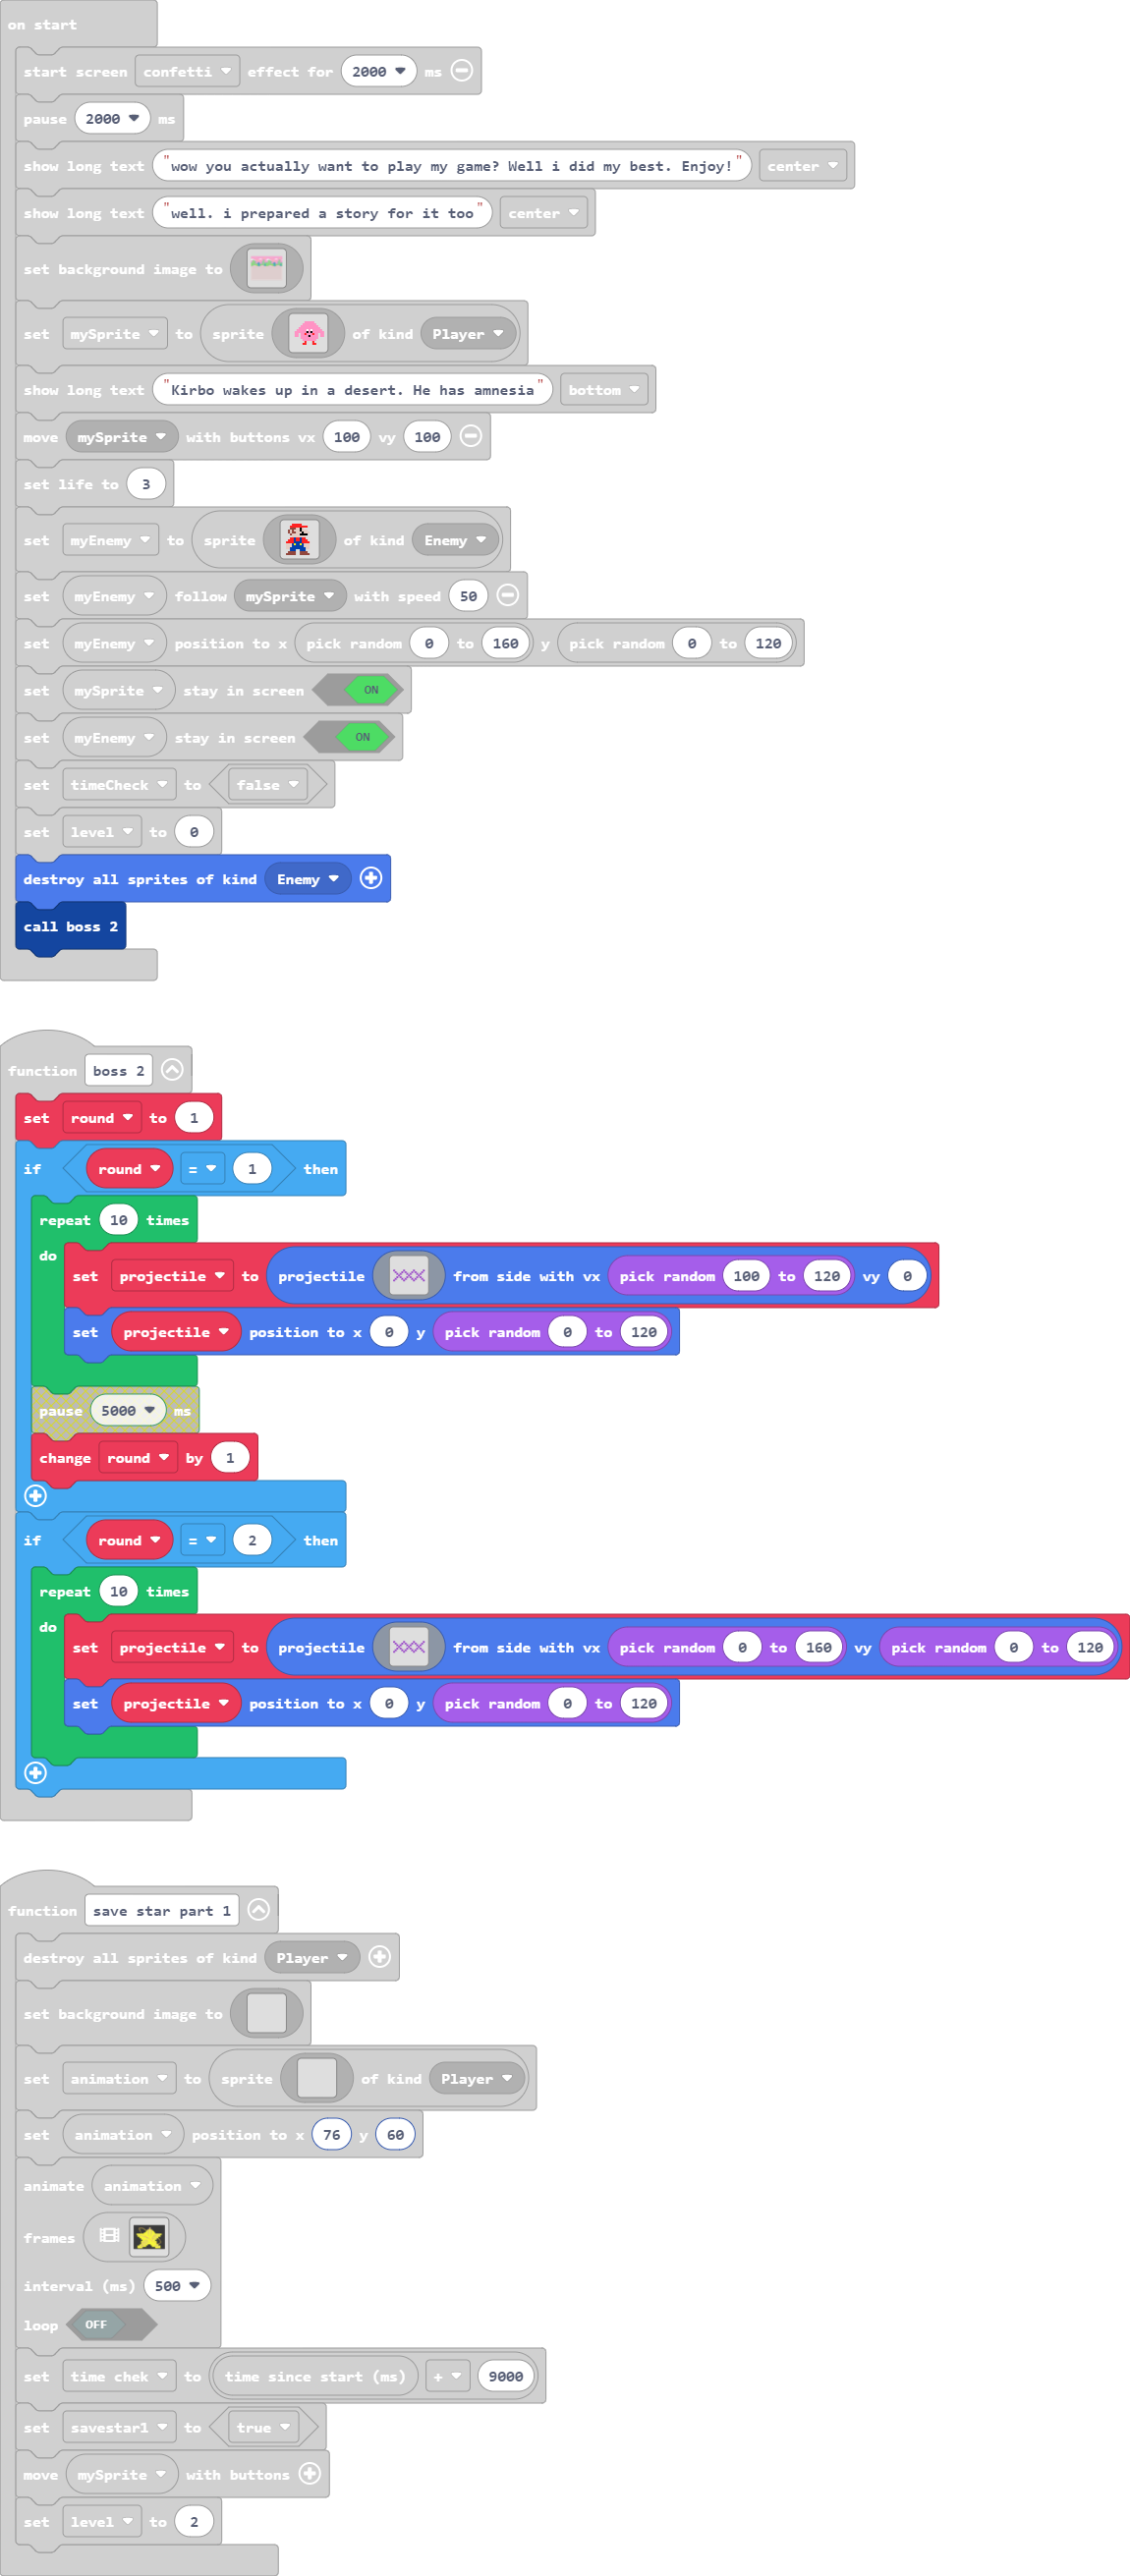 on start
start screen confetti effect for 2000 ms
pause 2000 ms
show long text "wow you actually want to play my game? Well i did my best. Enjoy!" center
show long text "well. i prepared a story for it too" center
set background image to
set mySprite to sprite of kind Player
show long text "Kirbo wakes up in a desert. He has amnesia" bottom
move mySprite with buttons vx 100 vy 100
set life to 3
set myEnemy to sprite of kind Enemy
set myEnemy follow mySprite with speed 50
set myEnemy position to x pick random 0 to 160 y pick random 0 to 120
set mySprite stay in screen ON
set myEnemy stay in screen ON
set timeCheck to false
set level to 0
destroy all sprites of kind Enemy
call boss 2
function boss 2
set round to 1
if round = 1 then
repeat 10 times
do
set projectile to projectile from side with vx pick random 100 to 120 vy 0
set projectile position to x 0 y pick random 0 to 120
pause 5000 ms
change round by 1
if round = 2 then
repeat 10 times
do
set projectile to projectile from side with vx pick random 0 to 160 vy pick random 0 to 120
set projectile position to x 0 y pick random 0 to 120
function save star part 1
destroy all sprites of kind Player
set background image to
set animation to sprite of kind Player
set animation position to x 76 y 60
animate animation
frames
interval (ms) 500
loop OFF
set time chek to time since start (ms) + 9000
set savestar1 to true
move mySprite with buttons
set level to 2